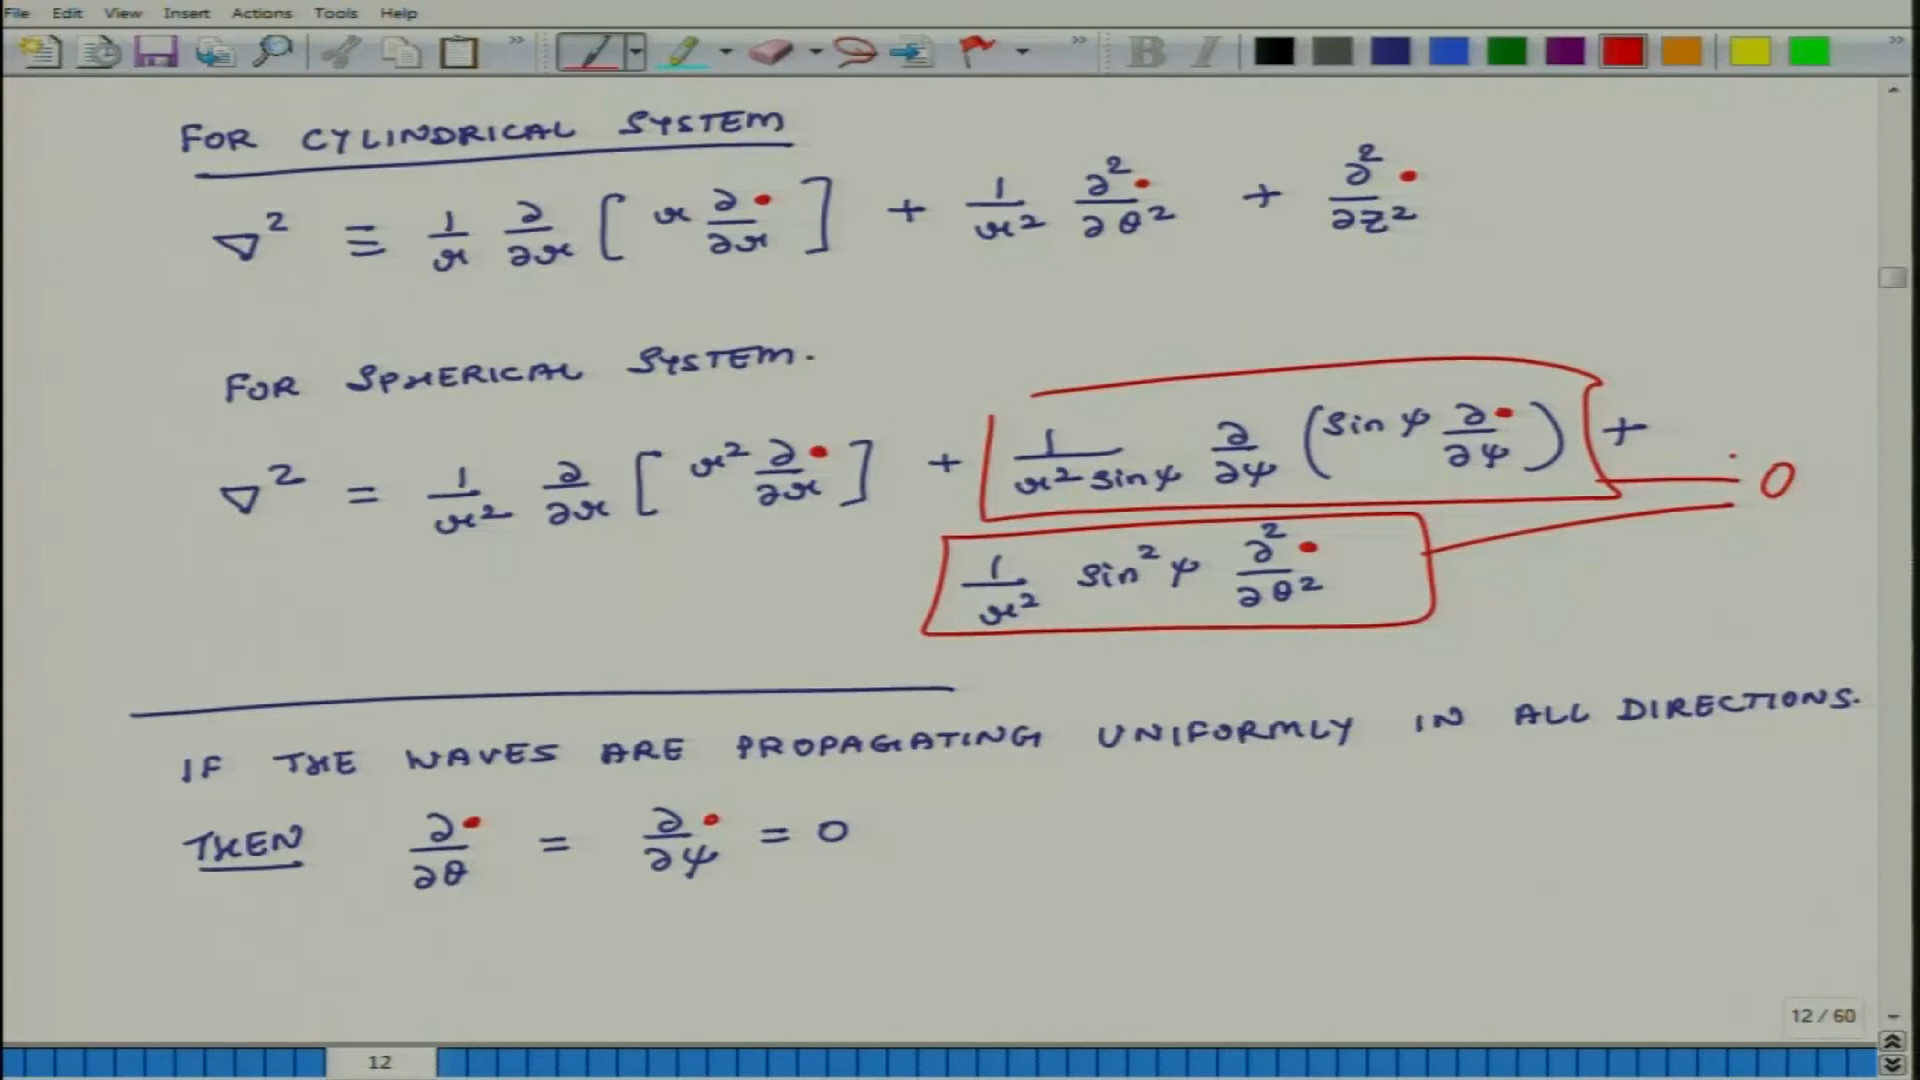 File Edit View Insert Actions Tools Help
B I
FOR CYLINDRICAL SYSTEM
∇² ≡ 1/r ∂/∂r [ r ∂•/∂r ] + 1/r² ∂²•/∂θ² + ∂²•/∂z²
FOR SPHERICAL SYSTEM.
∇² = 1/r² ∂/∂r [ r² ∂•/∂r ] + 1/(r² sin ψ) ∂/∂ψ ( sin ψ ∂•/∂ψ ) +
0
1/r² sin² ψ ∂²•/∂θ²
IF THE WAVES ARE PROPAGATING UNIFORMLY IN ALL DIRECTIONS.
THEN ∂•/∂θ = ∂•/∂ψ = 0
12 / 60
12